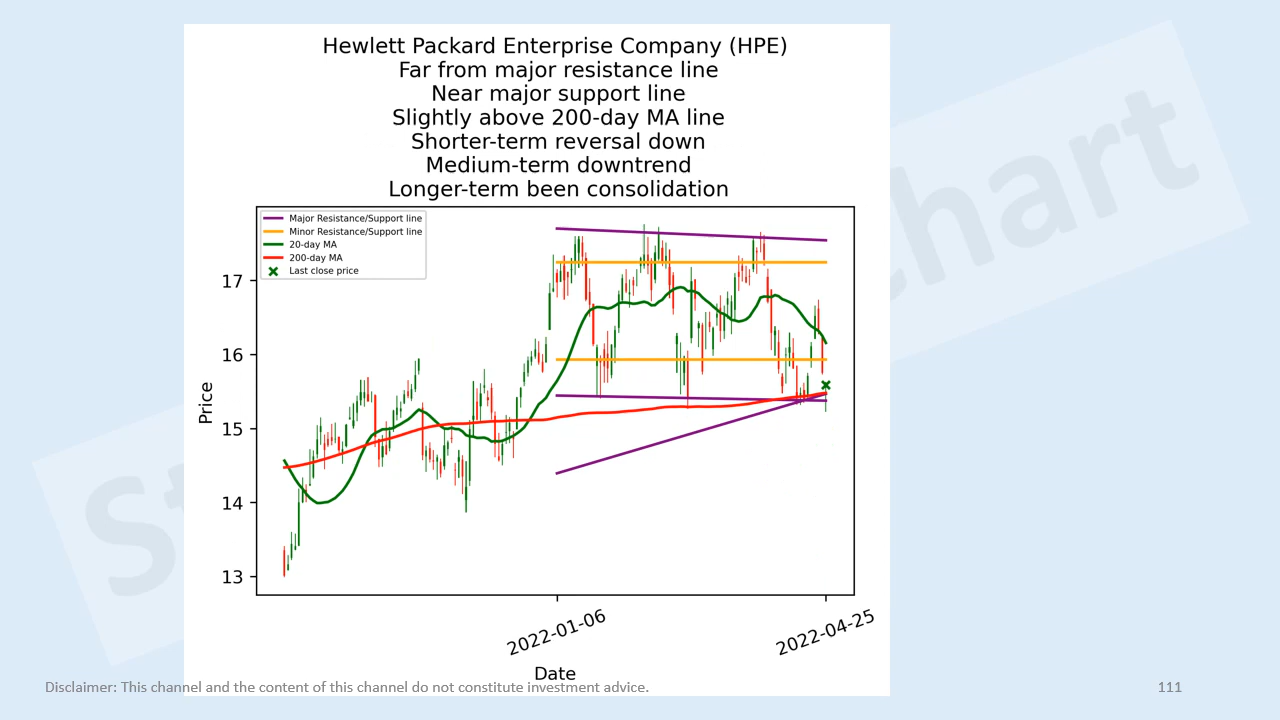 Hewlett Packard Enterprise Company (HPE)
Far from major resistance line
Near major support line
Slightly above 200-day MA line
Shorter-term reversal down
Medium-term downtrend
Longer-term been consolidation
Major Resistance/Support line
Minor Resistance/Support line
20-day MA
200-day MA
Last close price
17
16
15
14
13
Price
2022-01-06
2022-04-25
Date
Disclaimer: This channel and the content of this channel do not constitute investment advice.
111
St
chart